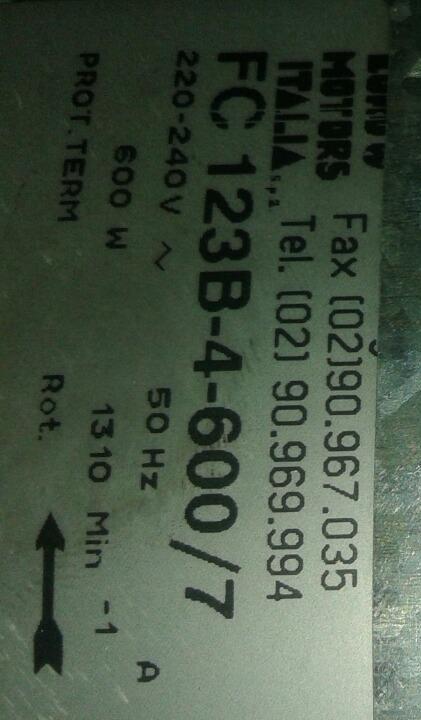 MOTORS Fax (02)90.967.035
ITALIA s.p.a. Tel. (02) 90.969.994
FC 123B-4-600/7
220-240V ~ 50 Hz A
600 W 1310 Min -1
PROT.TERM Rot.